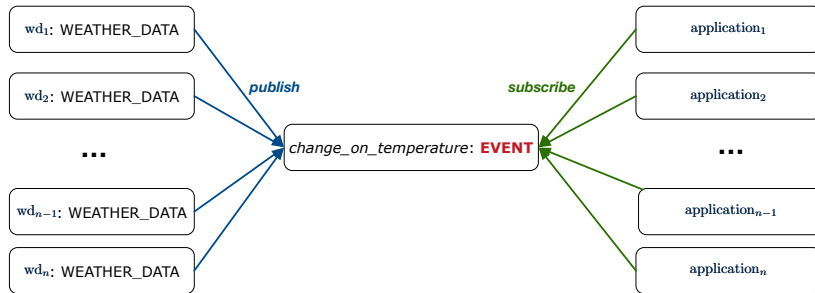 wd₁: WEATHER_DATA
application₁
wd₂: WEATHER_DATA
publish
subscribe
application₂
...
change_on_temperature: EVENT
...
wdₙ₋₁: WEATHER_DATA
applicationₙ₋₁
wdₙ: WEATHER_DATA
applicationₙ